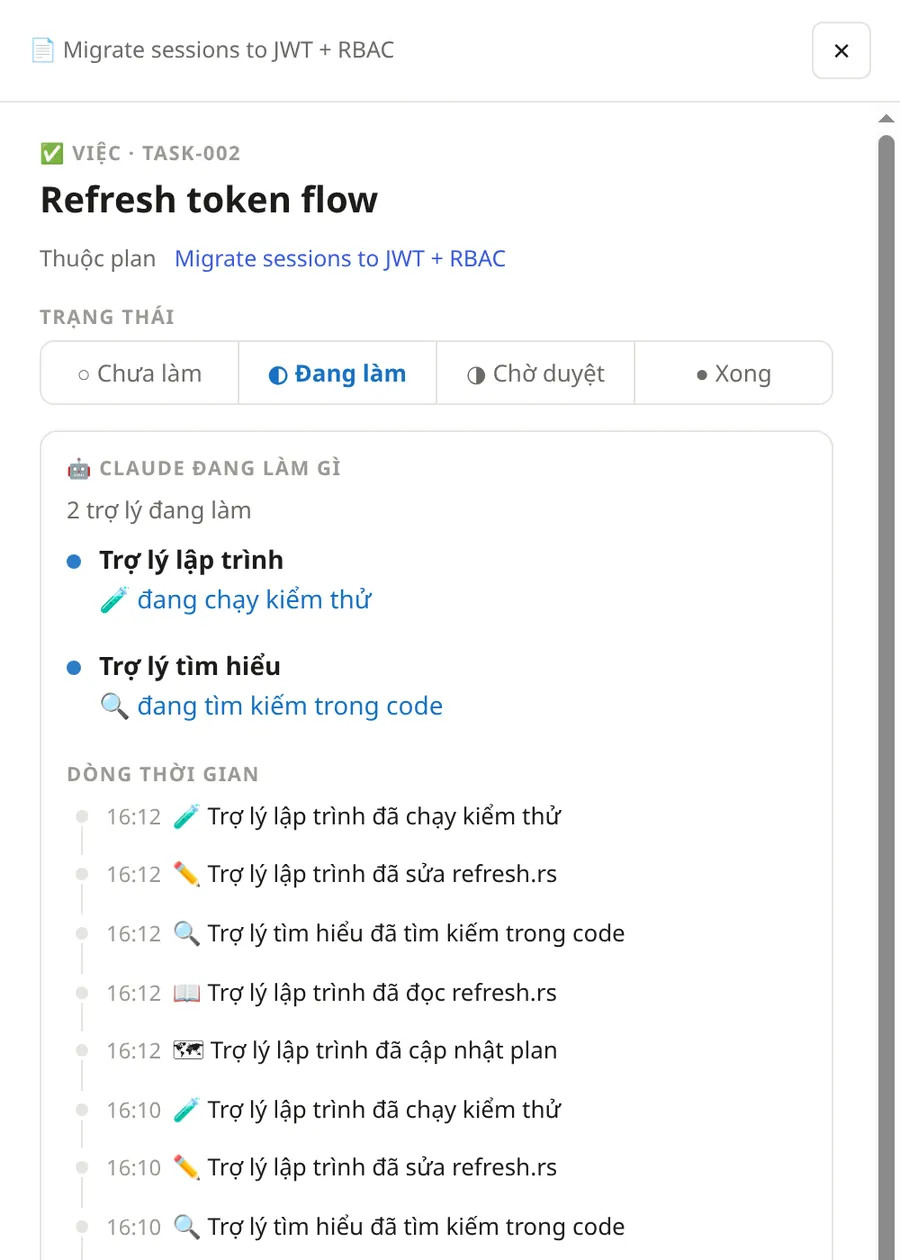 📄 Migrate sessions to JWT + RBAC ✕
✅ VIỆC · TASK-002
Refresh token flow
Thuộc plan Migrate sessions to JWT + RBAC
TRẠNG THÁI
○ Chưa làm ◐ Đang làm ◑ Chờ duyệt ● Xong
🤖 CLAUDE ĐANG LÀM GÌ
2 trợ lý đang làm
Trợ lý lập trình
🧪 đang chạy kiểm thử
Trợ lý tìm hiểu
🔍 đang tìm kiếm trong code
DÒNG THỜI GIAN
16:12 🧪 Trợ lý lập trình đã chạy kiểm thử
16:12 ✏️ Trợ lý lập trình đã sửa refresh.rs
16:12 🔍 Trợ lý tìm hiểu đã tìm kiếm trong code
16:12 📖 Trợ lý lập trình đã đọc refresh.rs
16:12 🗺 Trợ lý lập trình đã cập nhật plan
16:10 🧪 Trợ lý lập trình đã chạy kiểm thử
16:10 ✏️ Trợ lý lập trình đã sửa refresh.rs
16:10 🔍 Trợ lý tìm hiểu đã tìm kiếm trong code